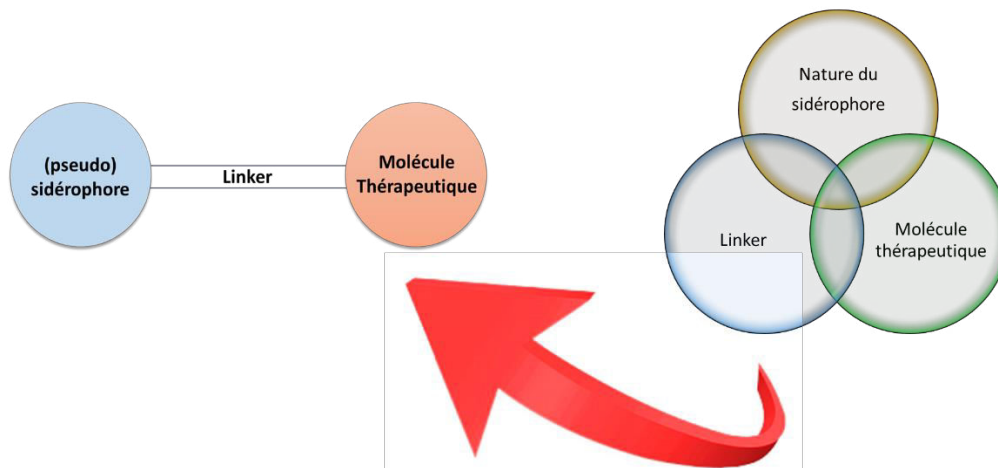 (pseudo)
sidérophore
Linker
Molécule
Thérapeutique
Nature du
sidérophore
Linker
Molécule
thérapeutique